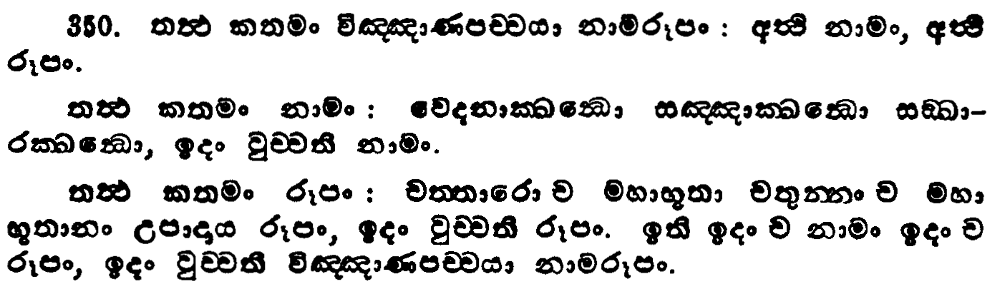 350. තත්‍ථ කතමං විඤ‍්ඤාණපච‍්චයා නාමරූපං : අත්‍ථි නාමං, අත්‍ථි
රූපං.
තත්‍ථ කතමං නාමං : වේදනාක‍්ඛන්‍ධො සඤ‍්ඤාක‍්ඛන්‍ධො සඞ‍්ඛා-
රක‍්ඛන්‍ධො, ඉදං වුච‍්චති නාමං.
තත්‍ථ කතමං රූපං : චත‍්තාරො ච මහාභූතා චතුන‍්නං ච මහා
භූතානං උපාදාය රූපං, ඉදං වුච‍්චති රූපං. ඉති ඉදං ච නාමං ඉදං ච
රූපං, ඉදං වුච‍්චති විඤ‍්ඤාණපච‍්චයා නාමරූපං.